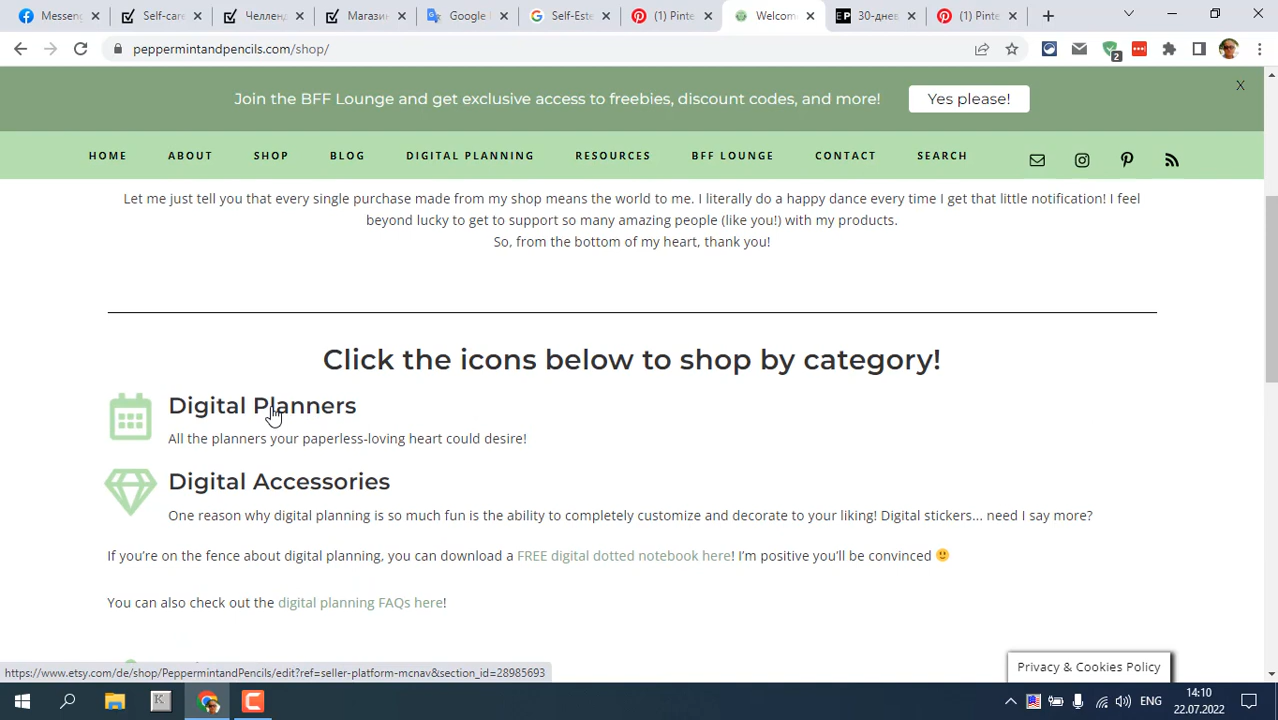 Messeng
Self-care
Челленд
Магазин
Google
Self-Este
(1) Pinte
Welcom
EP 30-днев
(1) Pinte
peppermintandpencils.com/shop/
2
Join the BFF Lounge and get exclusive access to freebies, discount codes, and more! Yes please! X
HOME ABOUT SHOP BLOG DIGITAL PLANNING RESOURCES BFF LOUNGE CONTACT SEARCH
Let me just tell you that every single purchase made from my shop means the world to me. I literally do a happy dance every time I get that little notification! I feel
beyond lucky to get to support so many amazing people (like you!) with my products.
So, from the bottom of my heart, thank you!
Click the icons below to shop by category!
Digital Planners
All the planners your paperless-loving heart could desire!
Digital Accessories
One reason why digital planning is so much fun is the ability to completely customize and decorate to your liking! Digital stickers... need I say more?
If you're on the fence about digital planning, you can download a FREE digital dotted notebook here! I'm positive you'll be convinced 🙂
You can also check out the digital planning FAQs here!
https://www.etsy.com/de/shop/PeppermintandPencils/edit?ref=seller-platform-mcnav&section_id=28985693
Privacy & Cookies Policy
K
ENG
14:10
22.07.2022